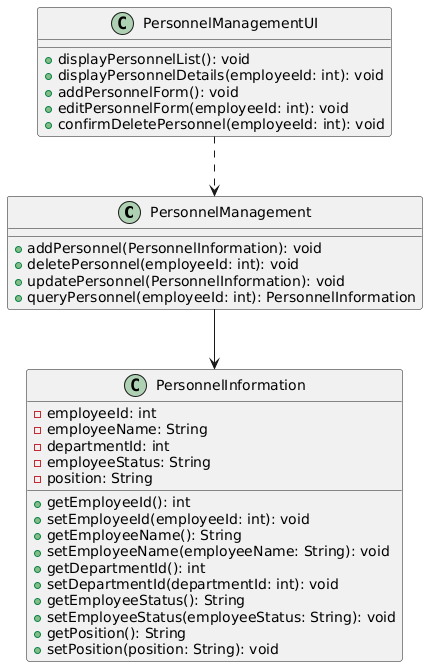 C PersonnelManagementUI
displayPersonnelList(): void
displayPersonnelDetails(employeeId: int): void
addPersonnelForm(): void
editPersonnelForm(employeeId: int): void
confirmDeletePersonnel(employeeId: int): void
C PersonnelManagement
addPersonnel(PersonnelInformation): void
deletePersonnel(employeeId: int): void
updatePersonnel(PersonnelInformation): void
queryPersonnel(employeeId: int): PersonnelInformation
C PersonnelInformation
employeeId: int
employeeName: String
departmentId: int
employeeStatus: String
position: String
getEmployeeId(): int
setEmployeeId(employeeId: int): void
getEmployeeName(): String
setEmployeeName(employeeName: String): void
getDepartmentId(): int
setDepartmentId(departmentId: int): void
getEmployeeStatus(): String
setEmployeeStatus(employeeStatus: String): void
getPosition(): String
setPosition(position: String): void